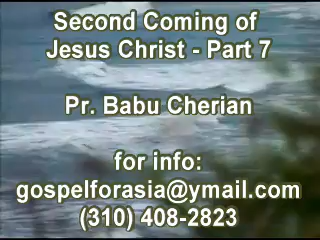 Second Coming of
Jesus Christ - Part 7
Pr. Babu Cherian
for info:
gospelforasia@ymail.com
(310) 408-2823